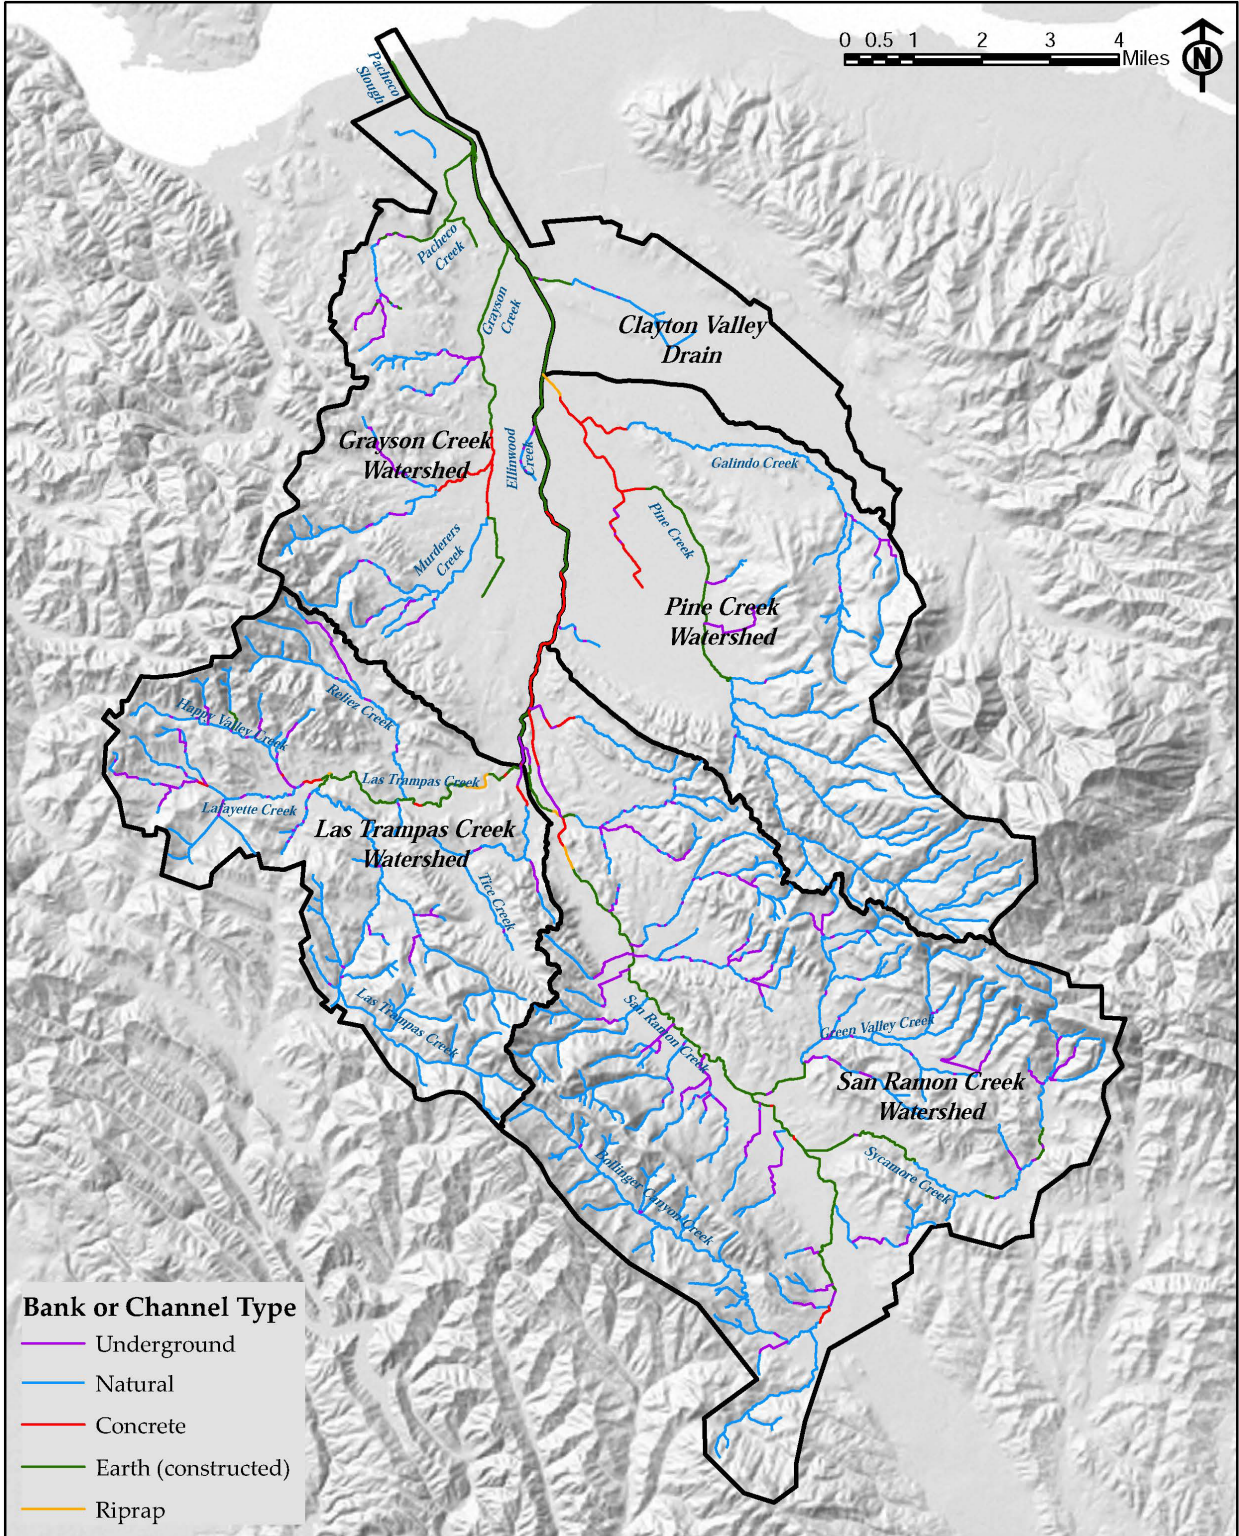 0 0.5 1 2 3 4
Miles
N
Pacheco
Slough
Pacheco
Creek
Grayson
Creek
Clayton Valley
Drain
Grayson Creek
Watershed
Ellinwood
Creek
Galindo Creek
Pine Creek
Murderers
Creek
Pine Creek
Watershed
Reliez Creek
Happy Valley Creek
Las Trampas Creek
Lafayette Creek
Las Trampas Creek
Watershed
Tice Creek
Las Trampas Creek
San Ramon Creek
Green Valley Creek
San Ramon Creek
Watershed
Sycamore Creek
Bollinger Canyon Creek
Bank or Channel Type
Underground
Natural
Concrete
Earth (constructed)
Riprap